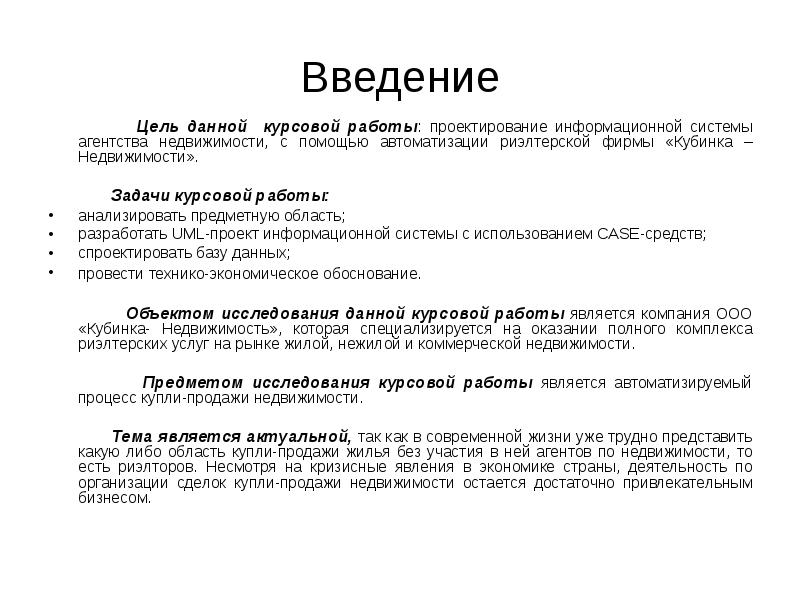 Введение
Цель данной курсовой работы: проектирование информационной системы
агентства недвижимости, с помощью автоматизации риэлтерской фирмы «Кубинка –
Недвижимости».
Задачи курсовой работы:
• анализировать предметную область;
• разработать UML-проект информационной системы с использованием CASE-средств;
• спроектировать базу данных;
• провести технико-экономическое обоснование.
Объектом исследования данной курсовой работы является компания ООО
«Кубинка- Недвижимость», которая специализируется на оказании полного комплекса
риэлтерских услуг на рынке жилой, нежилой и коммерческой недвижимости.
Предметом исследования курсовой работы является автоматизируемый
процесс купли-продажи недвижимости.
Тема является актуальной, так как в современной жизни уже трудно представить
какую либо область купли-продажи жилья без участия в ней агентов по недвижимости, то
есть риэлторов. Несмотря на кризисные явления в экономике страны, деятельность по
организации сделок купли-продажи недвижимости остается достаточно привлекательным
бизнесом.